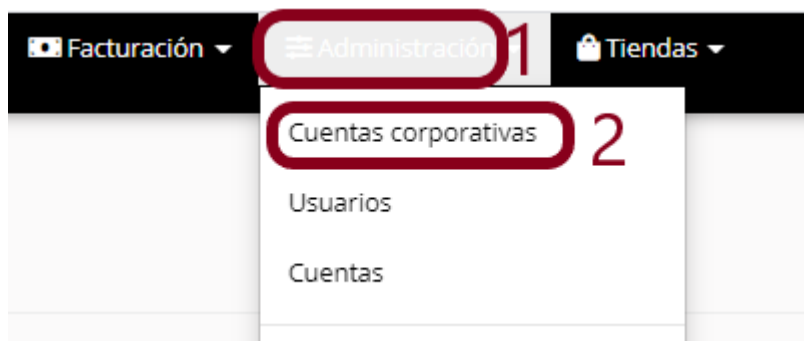 Facturación Administración 1 Tiendas
Cuentas corporativas 2
Usuarios
Cuentas